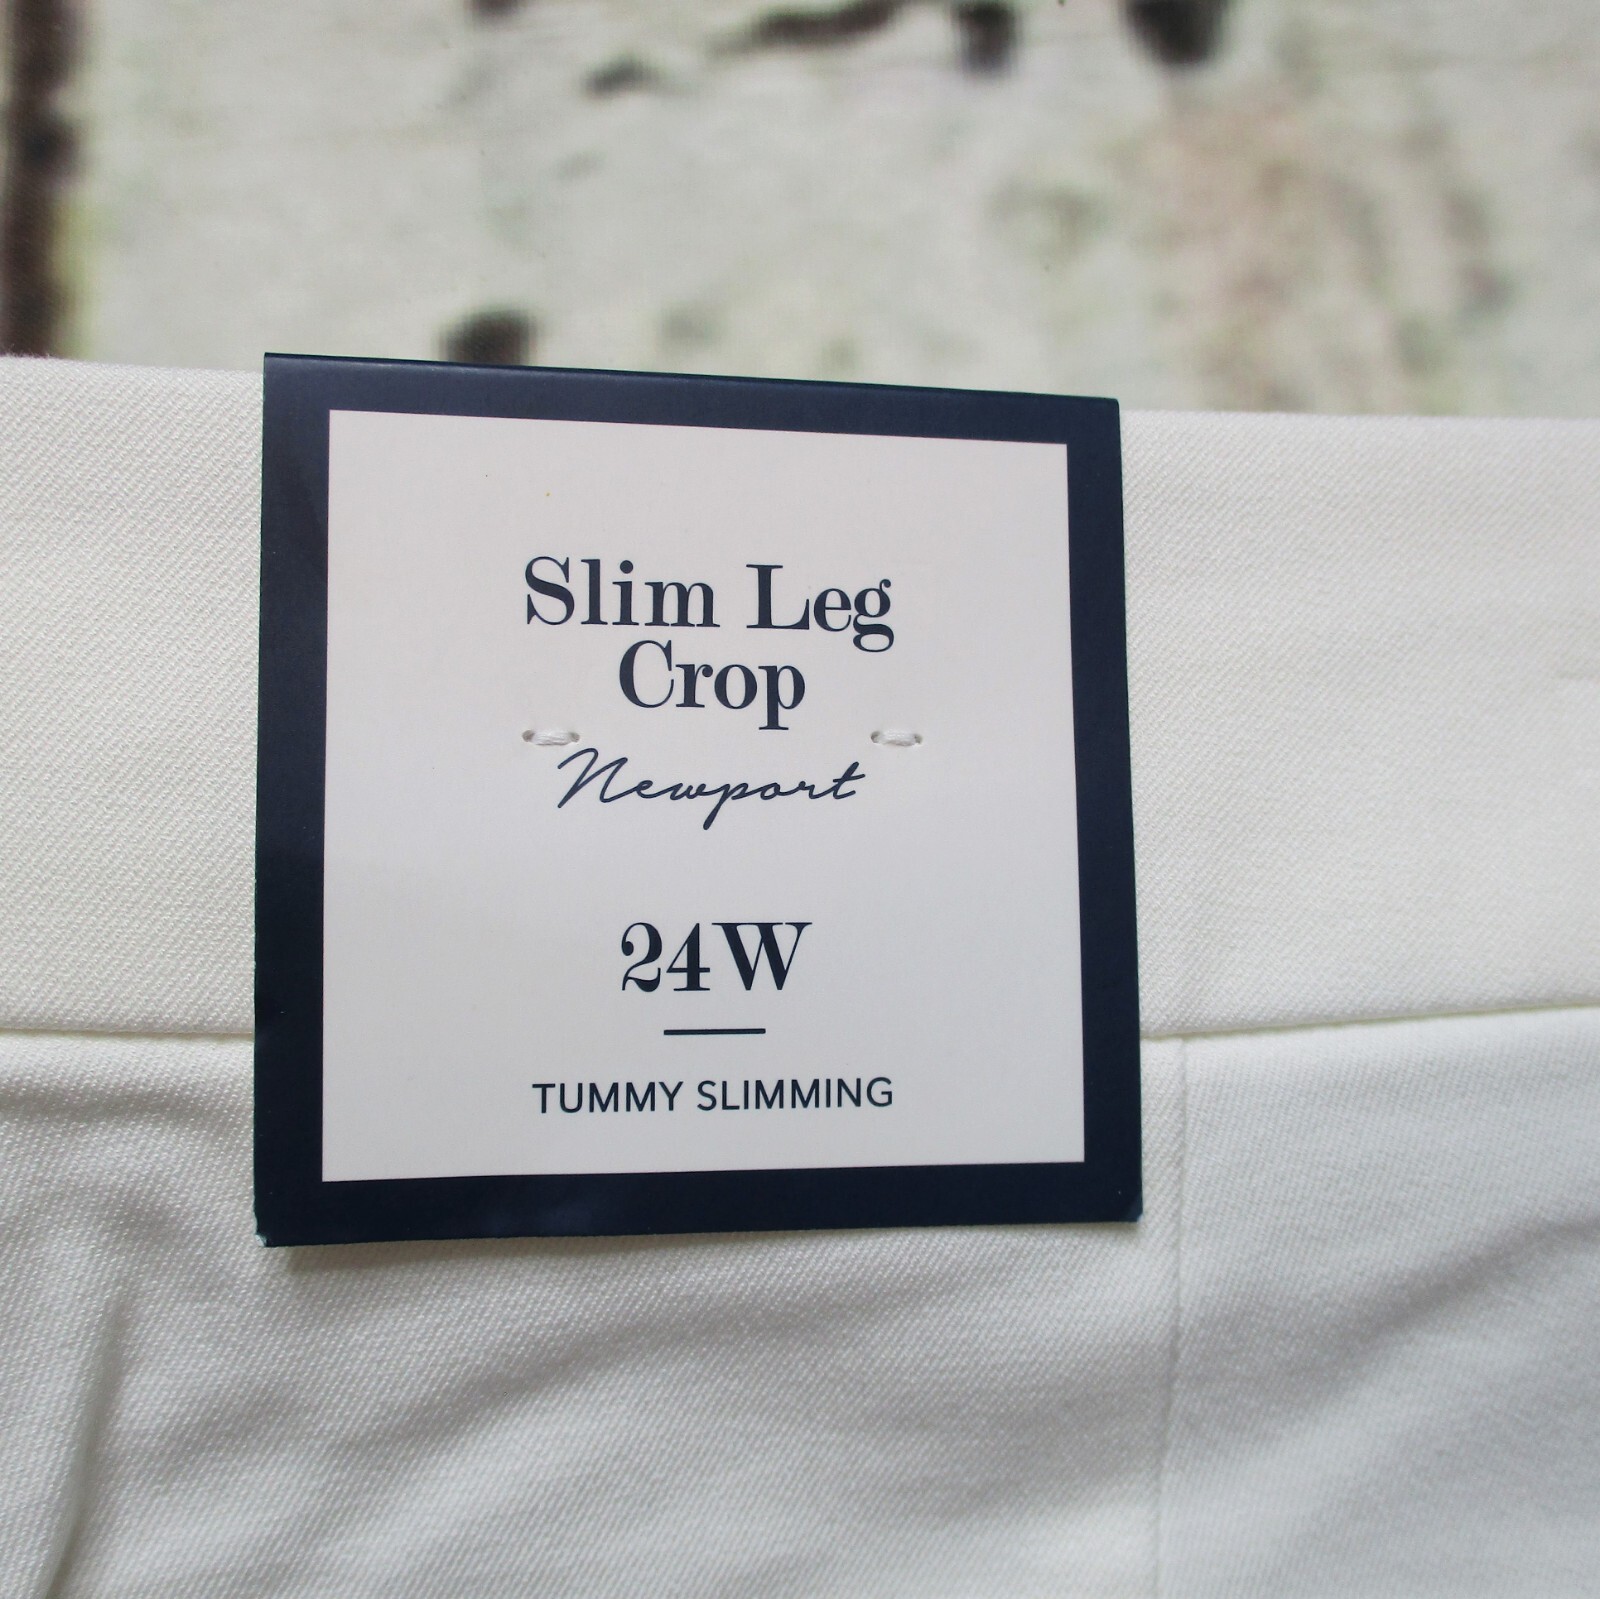 Slim Leg
Crop
Newport
24W
TUMMY SLIMMING